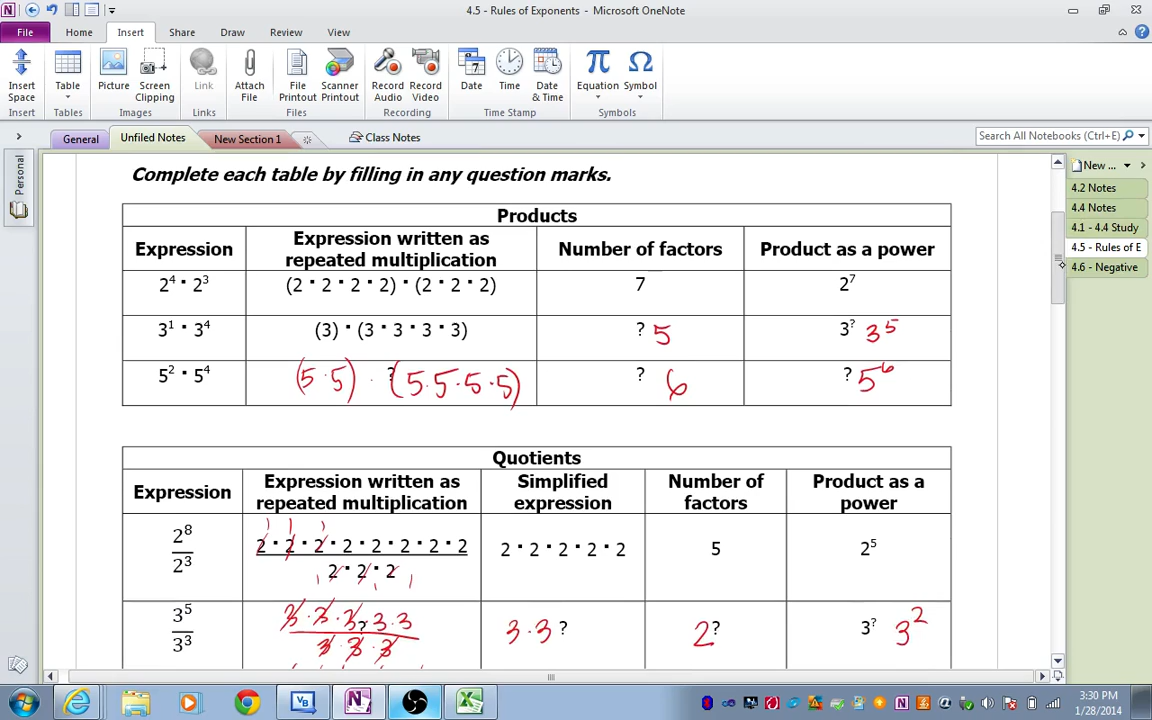 4.5 - Rules of Exponents - Microsoft OneNote
File Home Insert Share Draw Review View
Insert Space Table Picture Screen Clipping Link Attach File File Printout Scanner Printout Record Audio Record Video Date Time Date & Time Equation Symbol
Insert Tables Images Links Files Recording Time Stamp Symbols
General Unfiled Notes New Section 1 Class Notes Search All Notebooks (Ctrl+E)
Personal
New ...
4.2 Notes
4.4 Notes
4.1 - 4.4 Study
4.5 - Rules of E
4.6 - Negative
Complete each table by filling in any question marks.
Products
Expression Expression written as repeated multiplication Number of factors Product as a power
2⁴ · 2³ (2 · 2 · 2 · 2) · (2 · 2 · 2) 7 2⁷
3¹ · 3⁴ (3) · (3 · 3 · 3 · 3) ? 5 3^? 3⁵
5² · 5⁴ (5 · 5) · ? (5 · 5 · 5 · 5) ? 6 ? 5⁶
Quotients
Expression Expression written as repeated multiplication Simplified expression Number of factors Product as a power
1 1 1
2⁸ 2 · 2 · 2 · 2 · 2 · 2 · 2 · 2 2 · 2 · 2 · 2 · 2 5 2⁵
2³ 2 · 2 · 2
1 1 1
3⁵ 3 · 3 · 3 ? · 3 · 3 3 · 3 ? 2 ? 3^? 3²
3³ 3 · 3 · 3
3:30 PM
1/28/2014